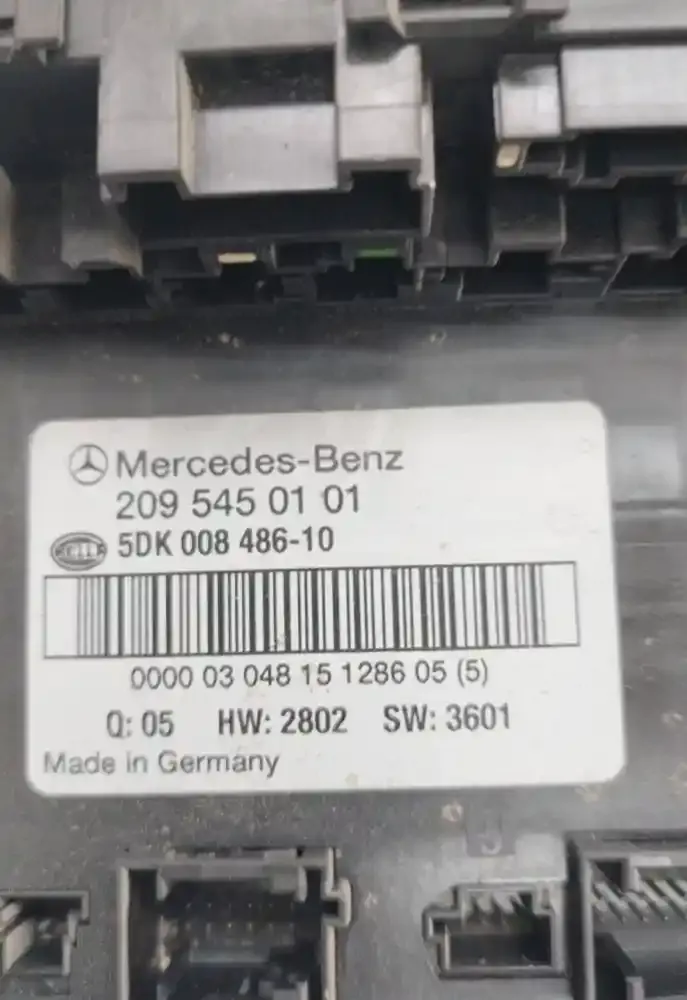 Mercedes-Benz
209 545 01 01
HELLA 5DK 008 486-10
0000 03 048 15 1286 05 (5)
Q: 05 HW: 2802 SW: 3601
Made in Germany